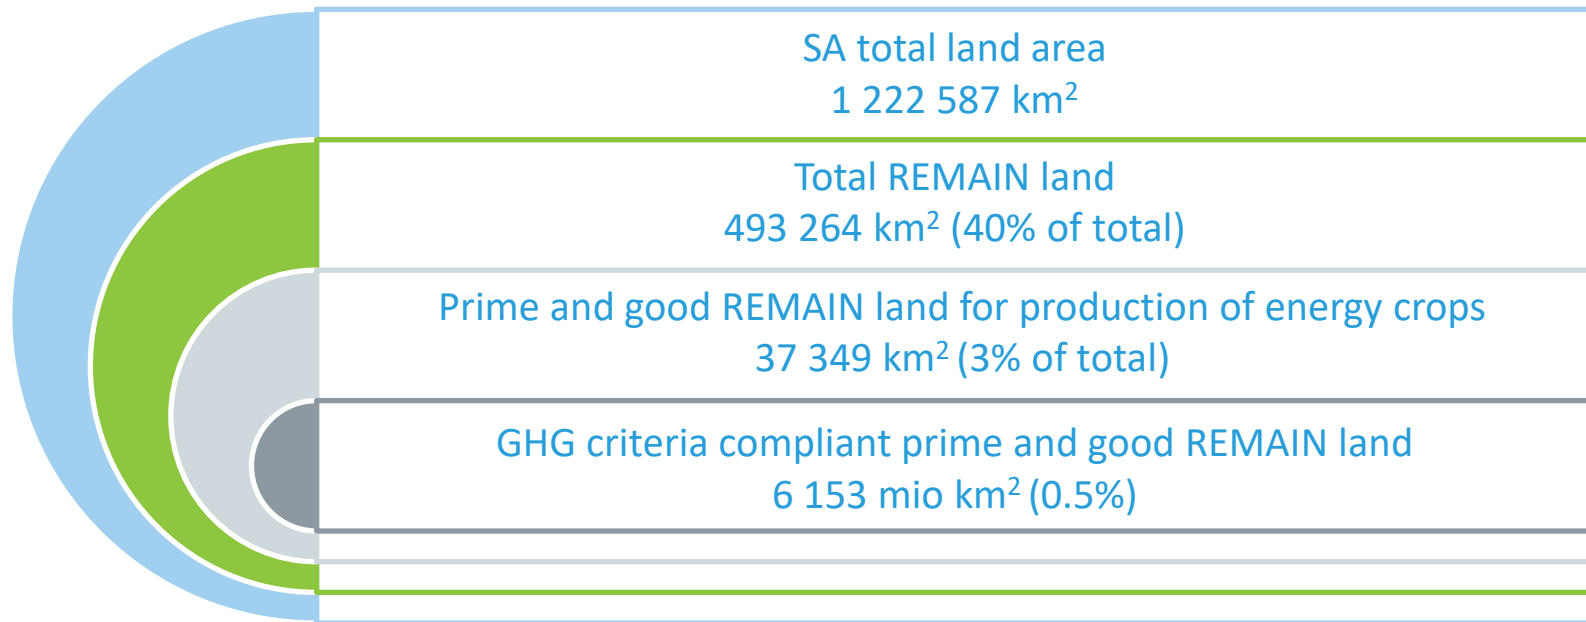 SA total land area
1 222 587 km²
Total REMAIN land
493 264 km² (40% of total)
Prime and good REMAIN land for production of energy crops
37 349 km² (3% of total)
GHG criteria compliant prime and good REMAIN land
6 153 mio km² (0.5%)